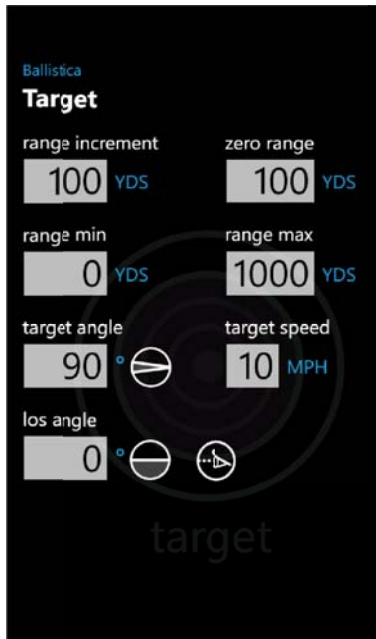 Ballistica
Target
range increment zero range
100 YDS 100 YDS
range min range max
0 YDS 1000 YDS
target angle target speed
90 ° 10 MPH
los angle
0 °
target